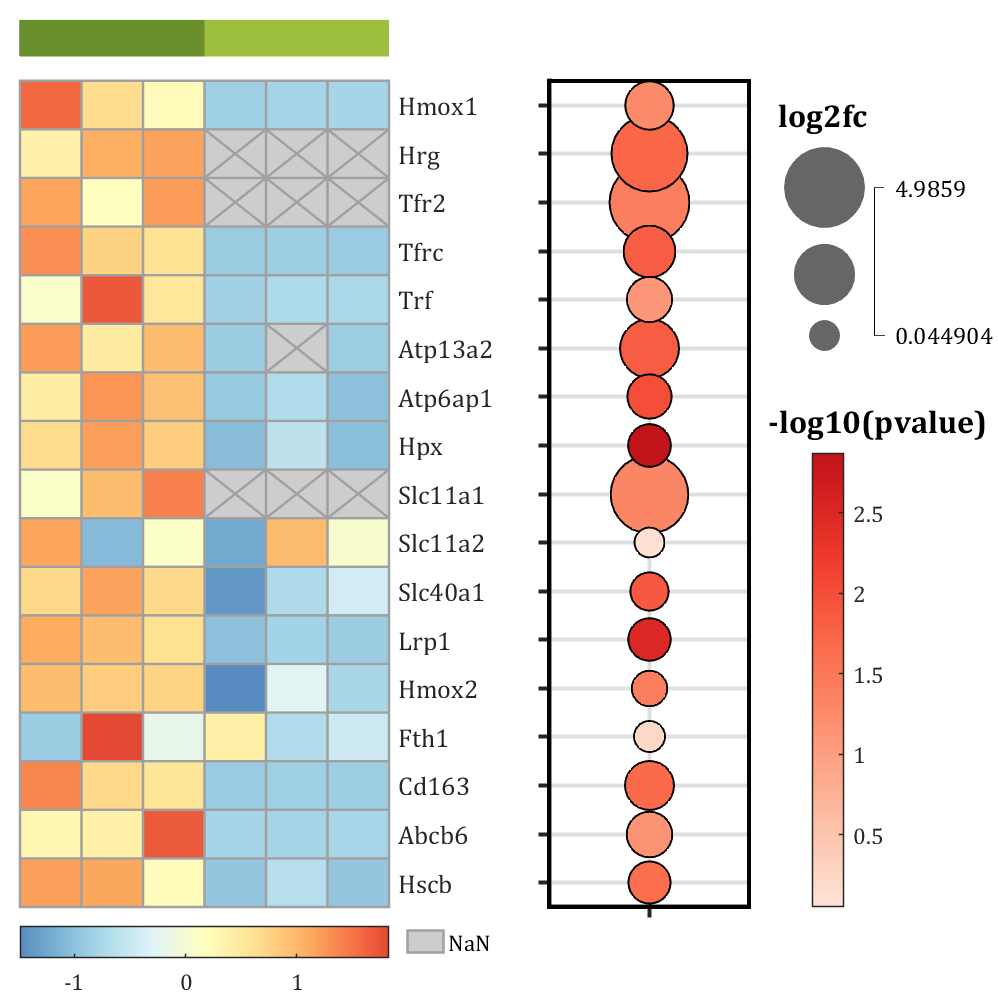 Hmox1
Hrg
Tfr2
Tfrc
Trf
Atp13a2
Atp6ap1
Hpx
Slc11a1
Slc11a2
Slc40a1
Lrp1
Hmox2
Fth1
Cd163
Abcb6
Hscb
-1
0
1
NaN
log2fc
4.9859
0.044904
-log10(pvalue)
2.5
2
1.5
1
0.5